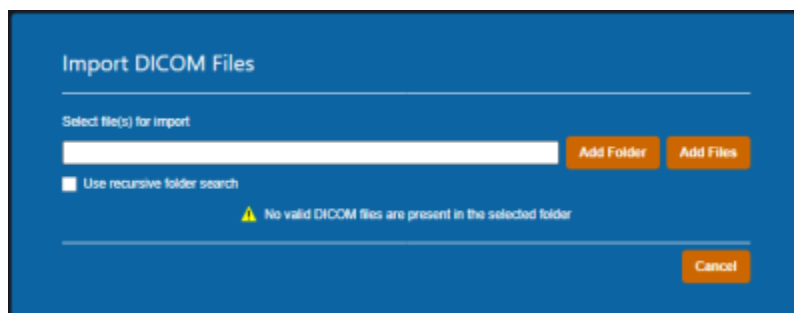 Import DICOM Files
Select file(s) for import
Add Folder Add Files
Use recursive folder search
No valid DICOM files are present in the selected folder
Cancel